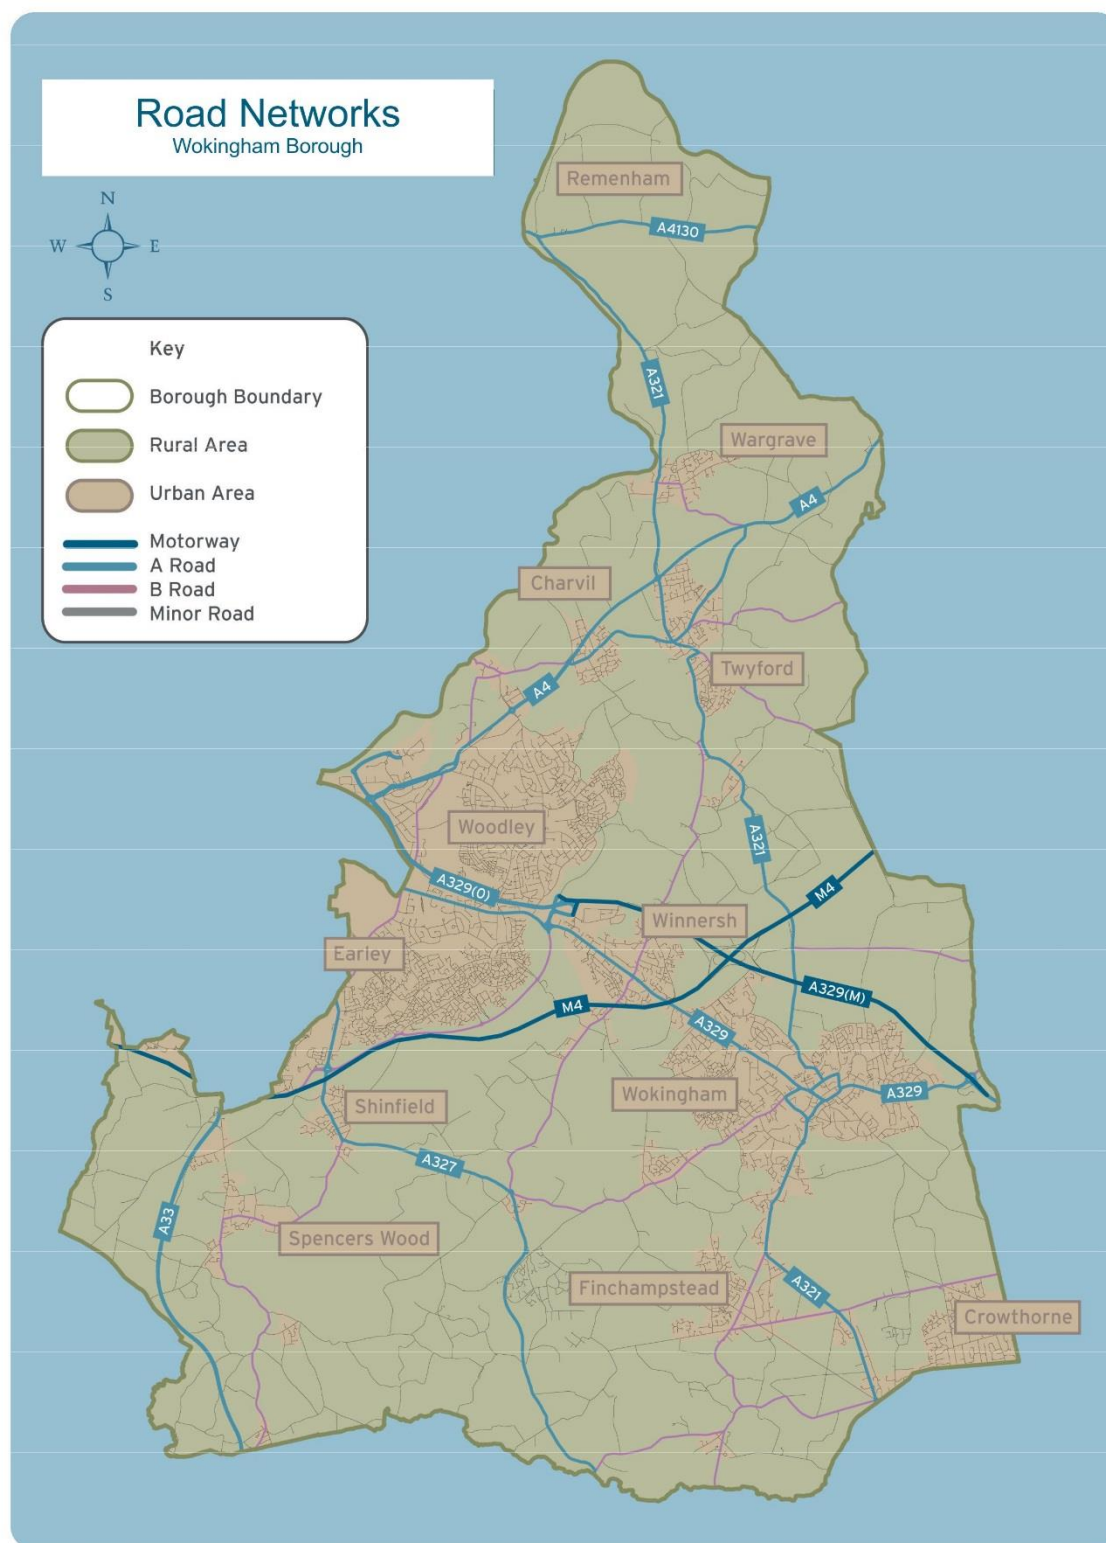 Road Networks
Wokingham Borough
N
W E
S
Key
Borough Boundary
Rural Area
Urban Area
Motorway
A Road
B Road
Minor Road
Remenham
A4130
A321
Wargrave
A4
Charvil
Twyford
A4
Woodley
A321
A329(O)
M4
Winnersh
Earley
A329(M)
M4
A329
Wokingham
A329
Shinfield
A327
A33
Spencers Wood
Finchampstead
A321
Crowthorne